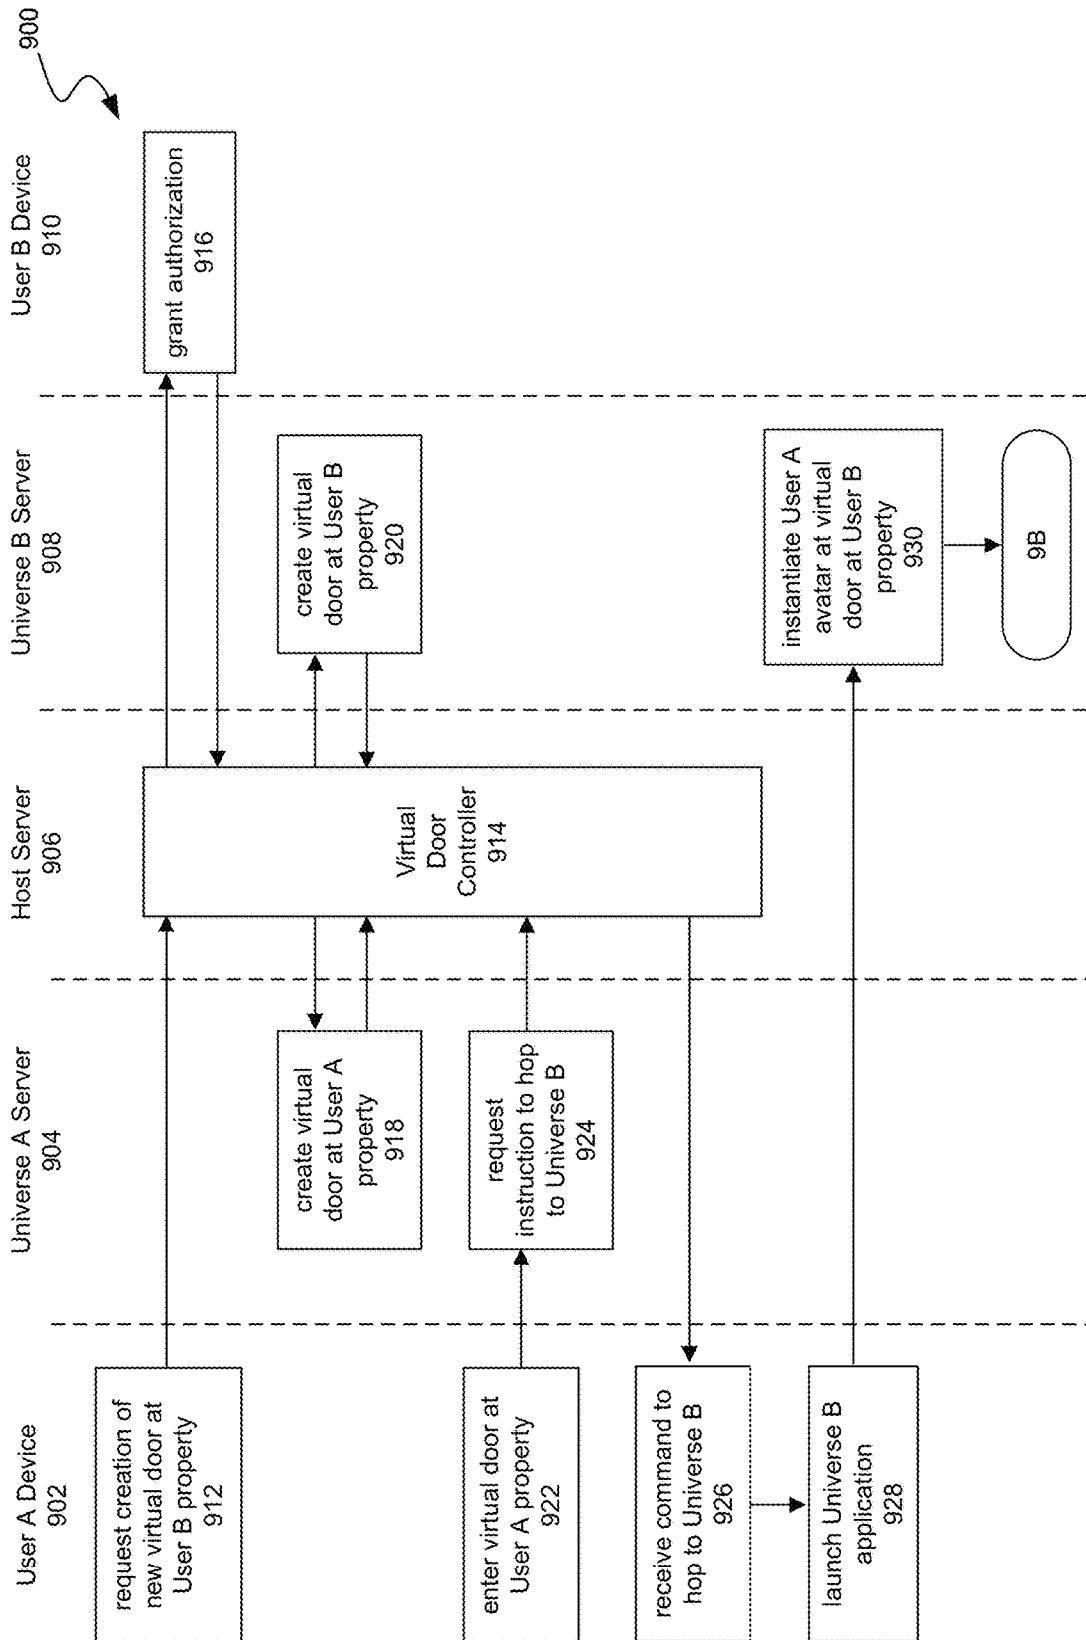 900
User A Device
902
Universe A Server
904
Host Server
906
Universe B Server
908
User B Device
910
request creation of
new virtual door at
User B property
912
Virtual
Door
Controller
914
grant authorization
916
create virtual
door at User A
property
918
create virtual
door at User B
property
920
enter virtual door at
User A property
922
request
instruction to hop
to Universe B
924
receive command to
hop to Universe B
926
launch Universe B
application
928
instantiate User A
avatar at virtual
door at User B
property
930
9B